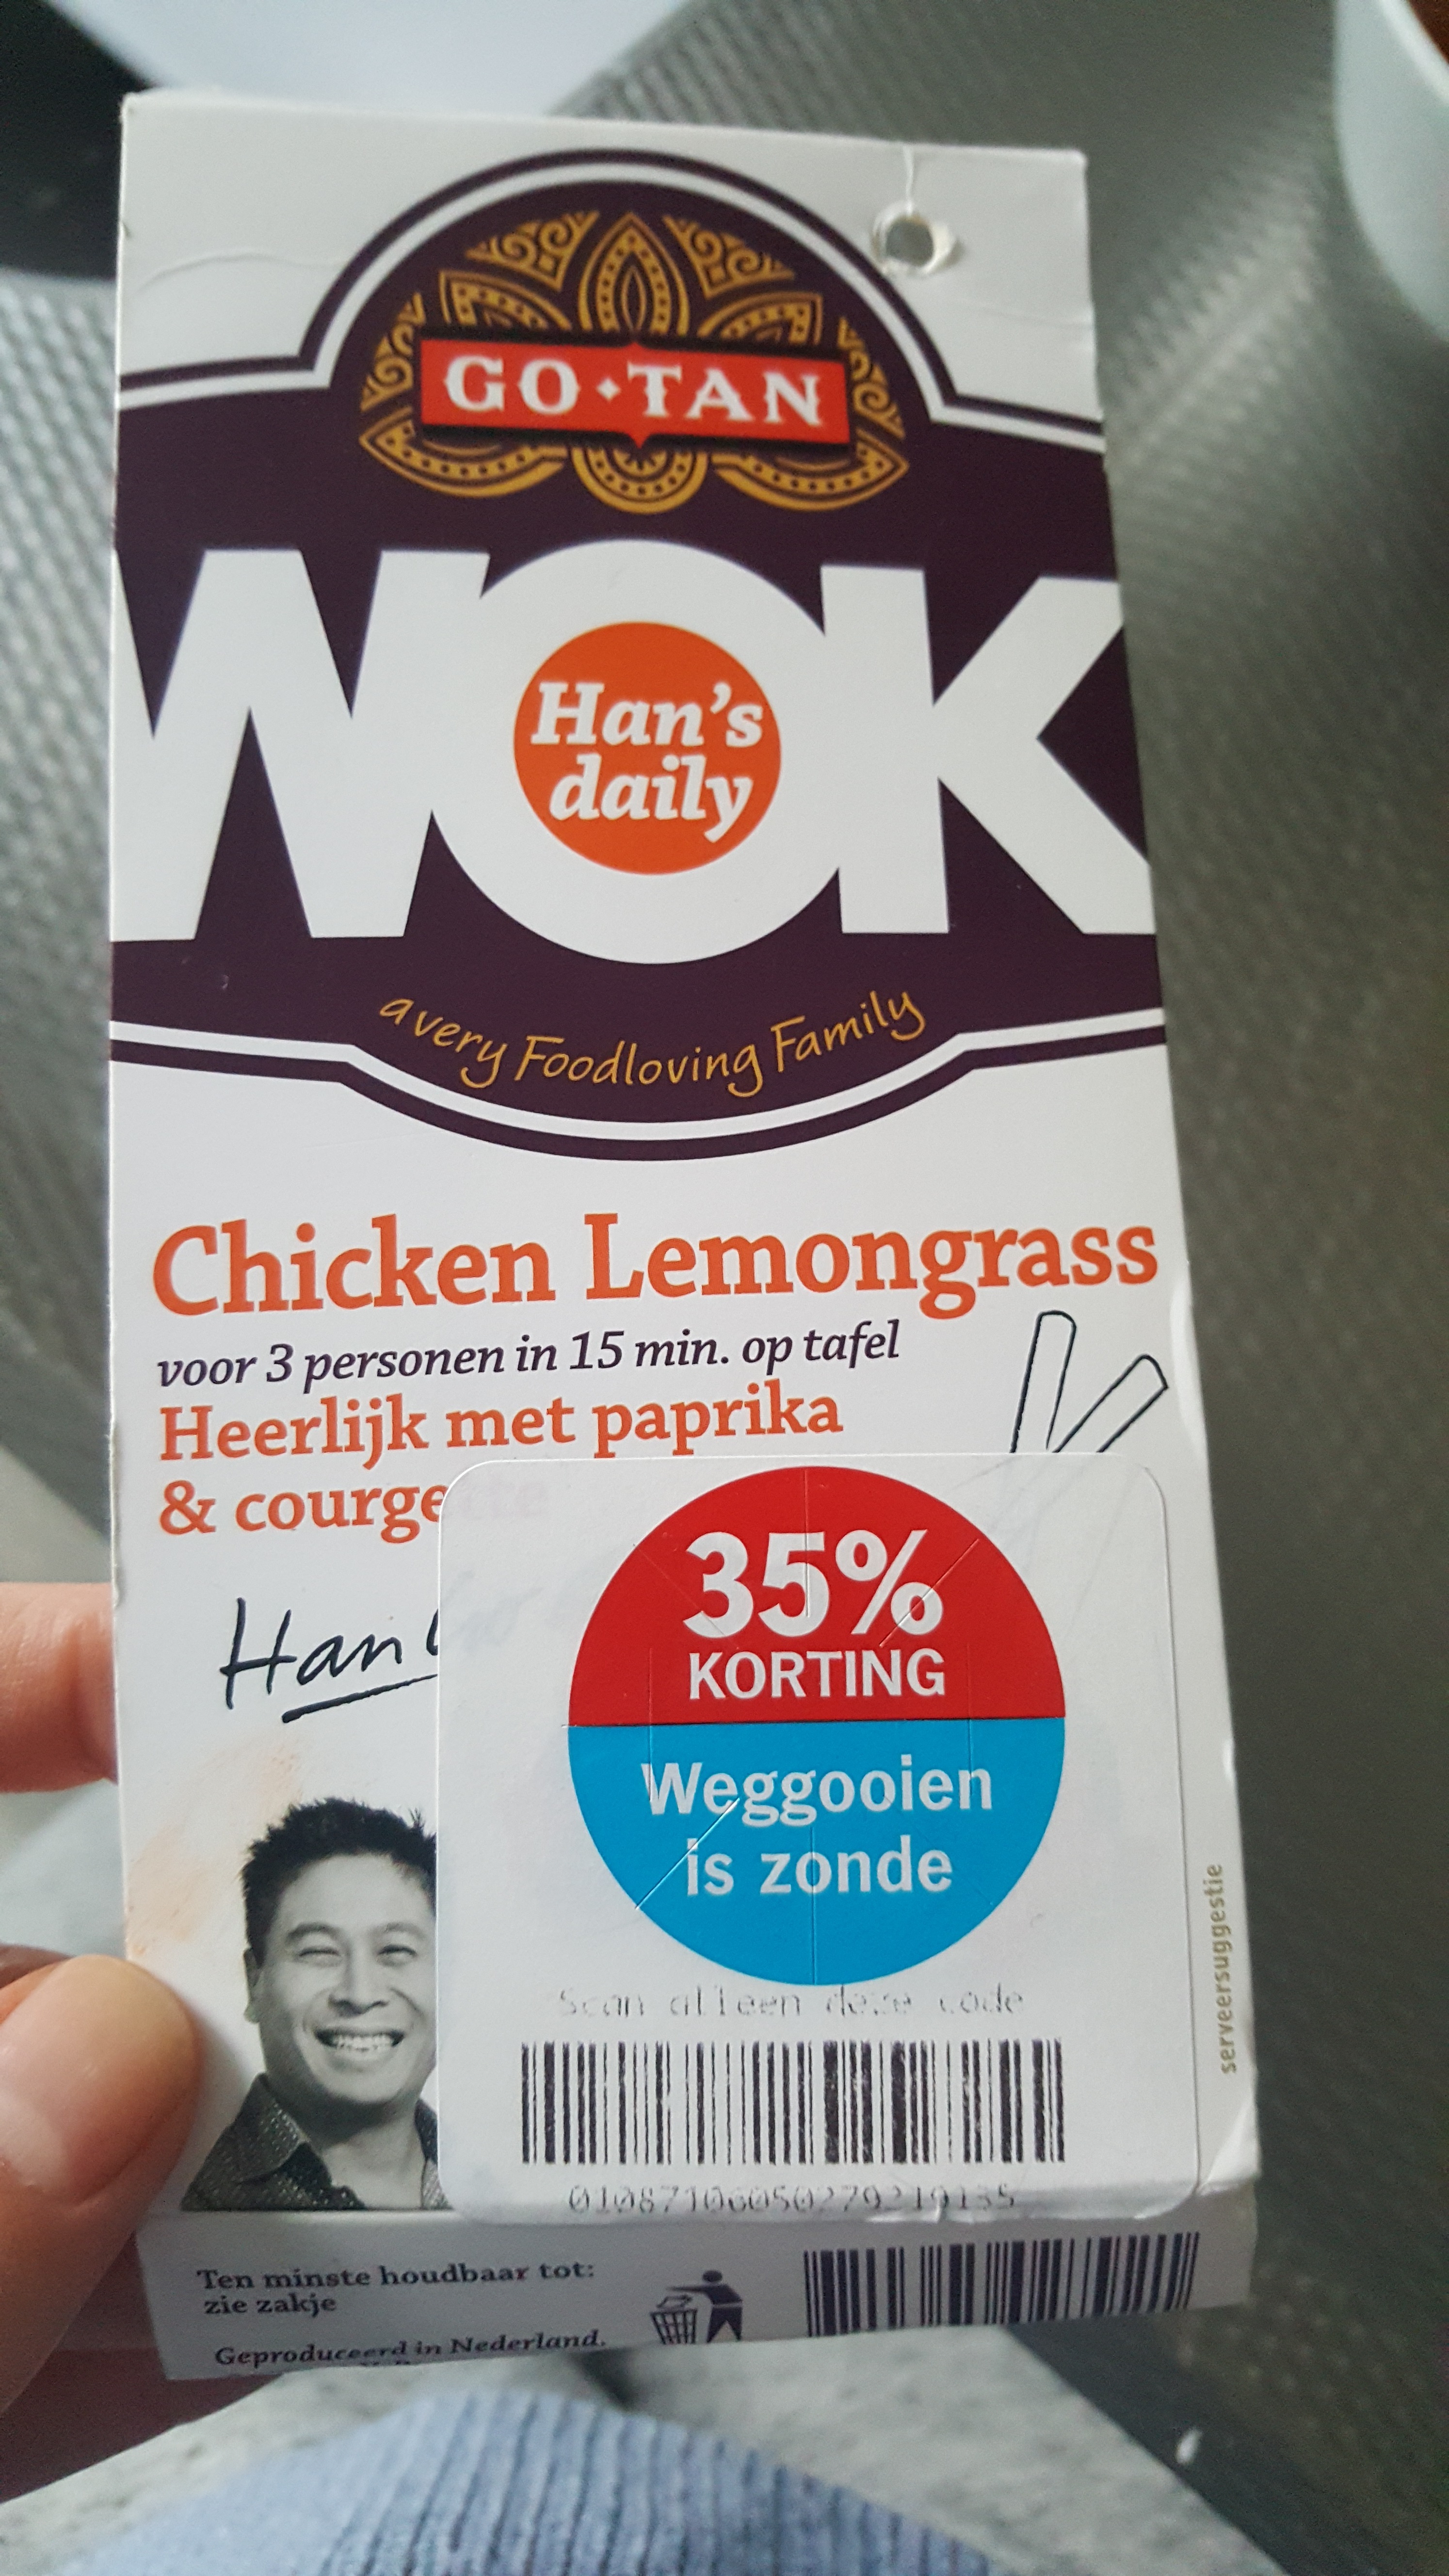 GO·TAN
WOK
Han's
daily
a very Foodloving Family
Chicken Lemongrass
voor 3 personen in 15 min. op tafel
Heerlijk met paprika
& courge
Han
35%
KORTING
Weggooien
is zonde
Scan alleen deze code
serveersuggestie
Ten minste houdbaar tot:
zie zakje
Geproduceerd in Nederland.